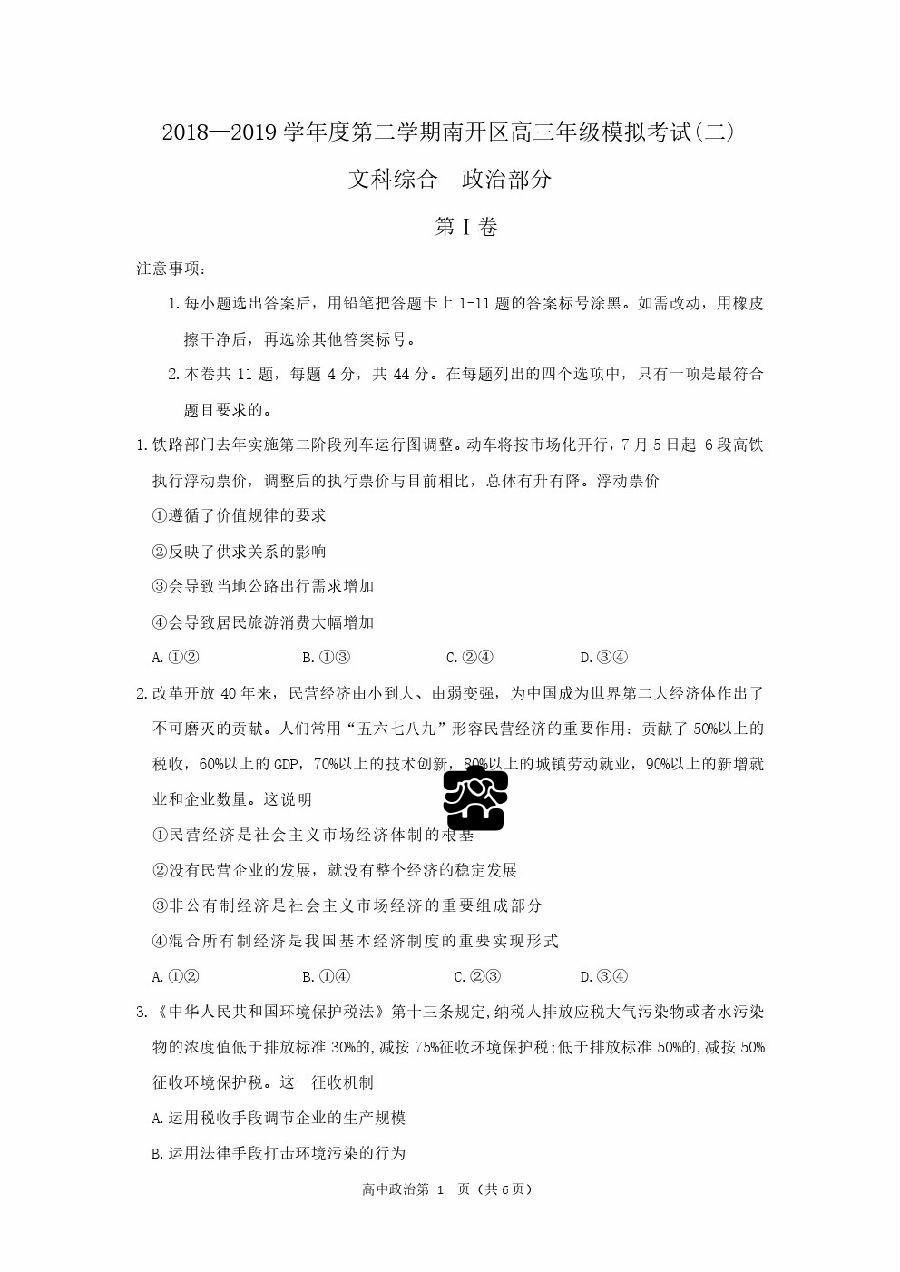 2018—2019 学年度第二学期南开区高三年级模拟考试(二)
文科综合 政治部分
第 I 卷
注意事项:
1. 每小题选出答案后，用铅笔把答题卡上 1-11 题的答案标号涂黑。如需改动，用橡皮
擦干净后，再选涂其他答案标号。
2. 本卷共 11 题，每题 4 分，共 44 分。在每题列出的四个选项中，只有一项是最符合
题目要求的。
1. 铁路部门去年实施第二阶段列车运行图调整。动车将按市场化开行，7 月 5 日起 6 段高铁
执行浮动票价，调整后的执行票价与目前相比，总体有升有降。浮动票价
①遵循了价值规律的要求
②反映了供求关系的影响
③会导致当地公路出行需求增加
④会导致居民旅游消费大幅增加
A. ①② B. ①③ C. ②④ D. ③④
2. 改革开放 40 年来，民营经济由小到大、由弱变强，为中国成为世界第二大经济体作出了
不可磨灭的贡献。人们常用“五六七八九”形容民营经济的重要作用：贡献了 50%以上的
税收，60%以上的 GDP，70%以上的技术创新，80%以上的城镇劳动就业，90%以上的新增就
业和企业数量。这说明
①民营经济是社会主义市场经济体制的根基
②没有民营企业的发展，就没有整个经济的稳定发展
③非公有制经济是社会主义市场经济的重要组成部分
④混合所有制经济是我国基本经济制度的重要实现形式
A. ①② B. ①④ C. ②③ D. ③④
3. 《中华人民共和国环境保护税法》第十三条规定，纳税人排放应税大气污染物或者水污染
物的浓度值低于排放标准 30%的，减按 75%征收环境保护税；低于排放标准 50%的，减按 50%
征收环境保护税。这 征收机制
A. 运用税收手段调节企业的生产规模
B. 运用法律手段打击环境污染的行为
高中政治第 1 页（共 6 页）